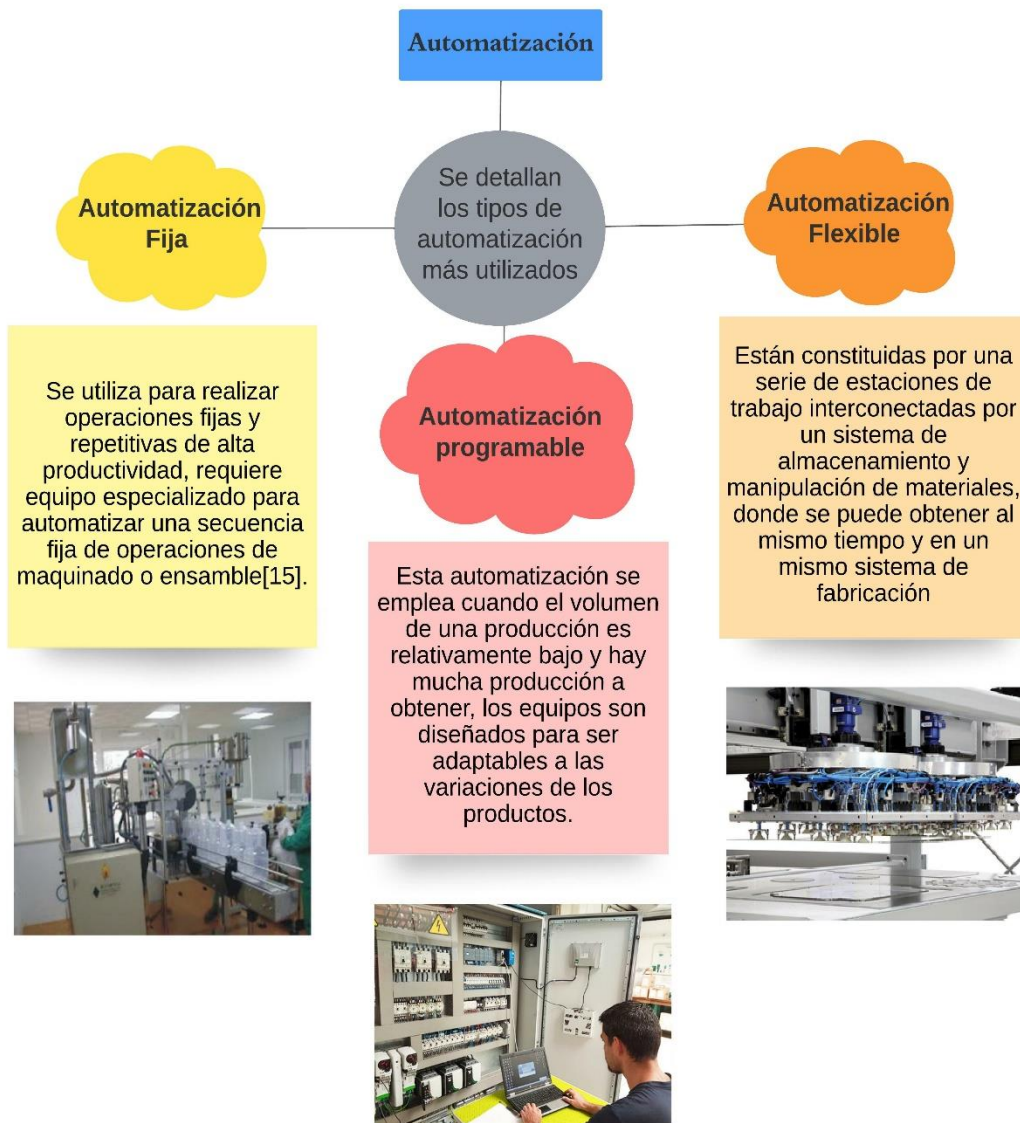 Automatización
Se detallan
los tipos de
automatización
más utilizados
Automatización
Fija
Se utiliza para realizar
operaciones fijas y
repetitivas de alta
productividad, requiere
equipo especializado para
automatizar una secuencia
fija de operaciones de
maquinado o ensamble[15].
Automatización
programable
Esta automatización se
emplea cuando el volumen
de una producción es
relativamente bajo y hay
mucha producción a
obtener, los equipos son
diseñados para ser
adaptables a las
variaciones de los
productos.
Automatización
Flexible
Están constituidas por una
serie de estaciones de
trabajo interconectadas por
un sistema de
almacenamiento y
manipulación de materiales,
donde se puede obtener al
mismo tiempo y en un
mismo sistema de
fabricación